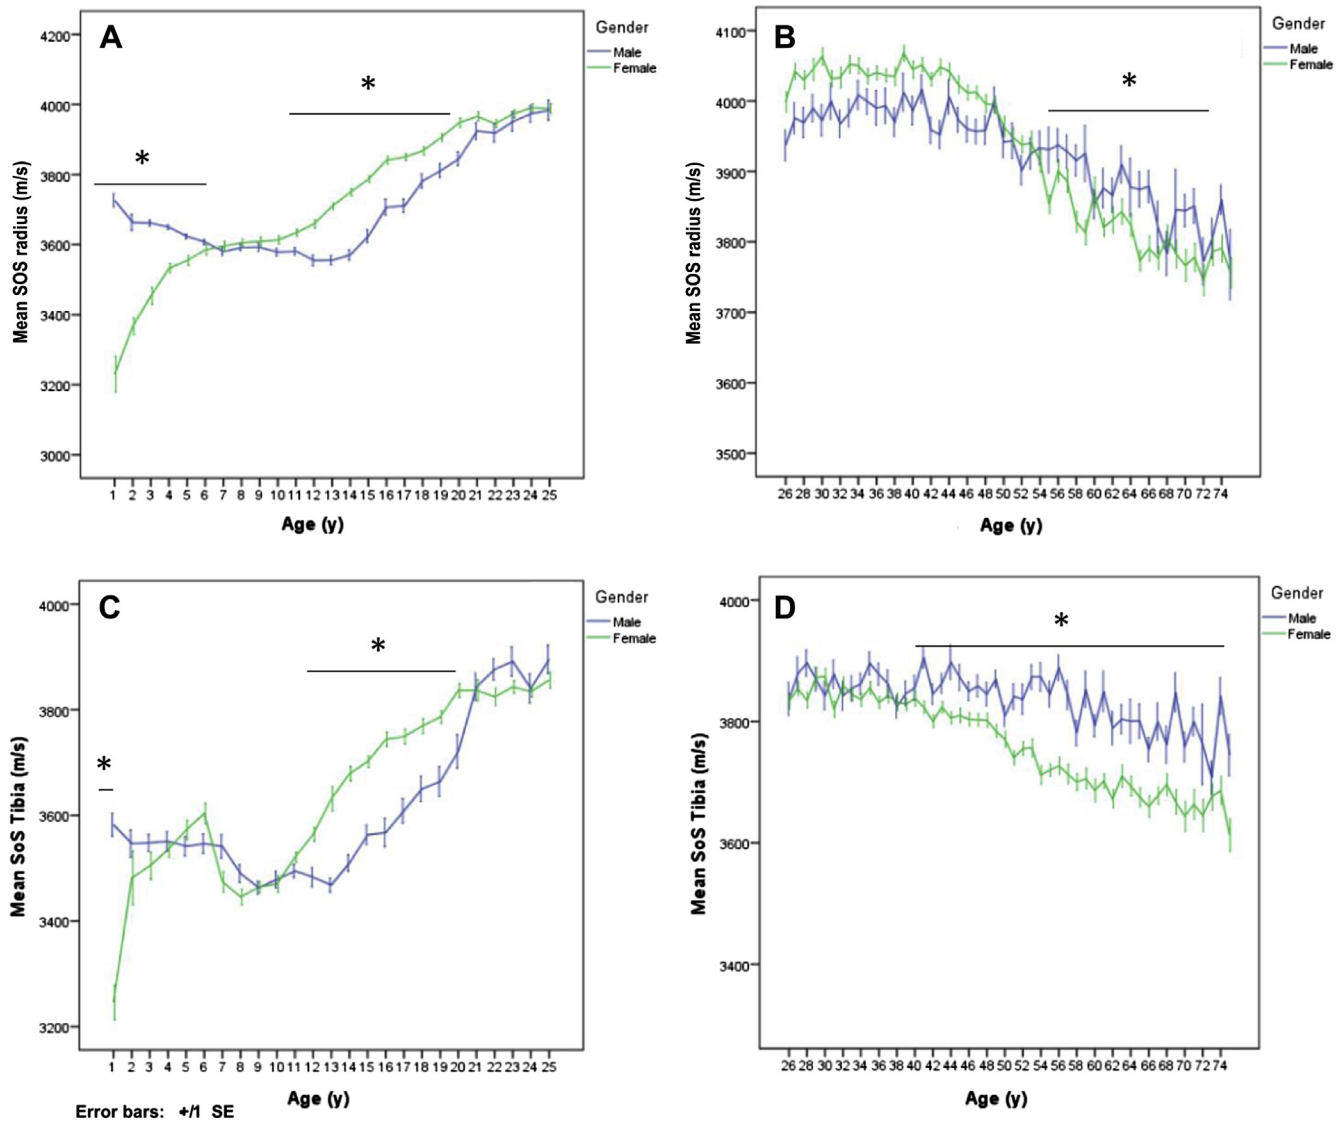 A
*
*
4200
4000
3800
3600
3400
3200
3000
Mean SOS radius (m/s)
1 2 3 4 5 6 7 8 9 10 11 12 13 14 15 16 17 18 19 20 21 22 23 24 25
Age (y)
Gender
Male
Female
B
*
4100
4000
3900
3800
3700
3600
3500
Mean SOS radius (m/s)
26 28 30 32 34 36 38 40 42 44 46 48 50 52 54 56 58 60 62 64 66 68 70 72 74
Age (y)
Gender
Male
Female
C
*
*
4000
3800
3600
3400
3200
Mean SoS Tibia (m/s)
1 2 3 4 5 6 7 8 9 10 11 12 13 14 15 16 17 18 19 20 21 22 23 24 25
Age (y)
Gender
Male
Female
D
*
4000
3800
3600
3400
Mean SoS Tibia (m/s)
26 28 30 32 34 36 38 40 42 44 46 48 50 52 54 56 58 60 62 64 66 68 70 72 74
Age (y)
Gender
Male
Female
Error bars: +/1 SE